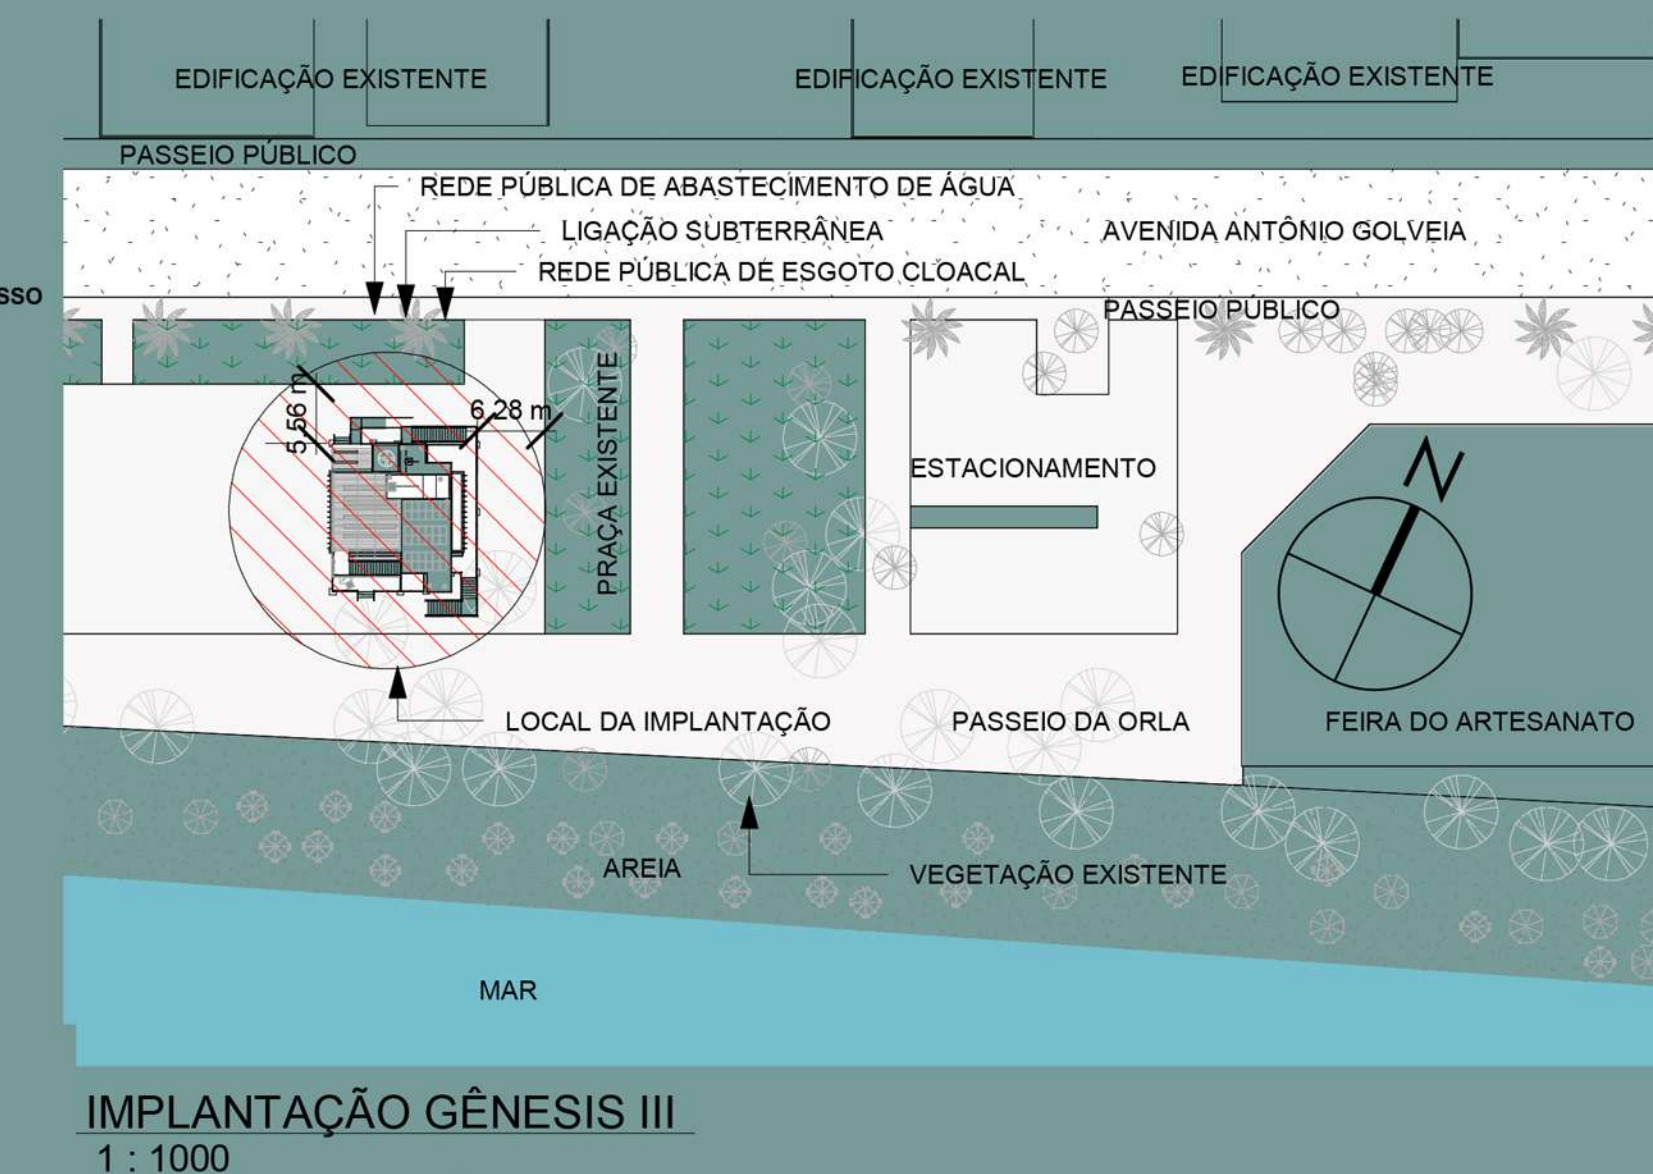 EDIFICAÇÃO EXISTENTE
EDIFICAÇÃO EXISTENTE
EDIFICAÇÃO EXISTENTE
PASSEIO PÚBLICO
REDE PÚBLICA DE ABASTECIMENTO DE ÁGUA
LIGAÇÃO SUBTERRÂNEA
AVENIDA ANTÔNIO GOLVEIA
REDE PÚBLICA DE ESGOTO CLOACAL
SSO
PASSEIO PÚBLICO
5,56 m
6,28 m
PRAÇA EXISTENTE
ESTACIONAMENTO
N
LOCAL DA IMPLANTAÇÃO
PASSEIO DA ORLA
FEIRA DO ARTESANATO
AREIA
VEGETAÇÃO EXISTENTE
MAR
IMPLANTAÇÃO GÊNESIS III
1 : 1000